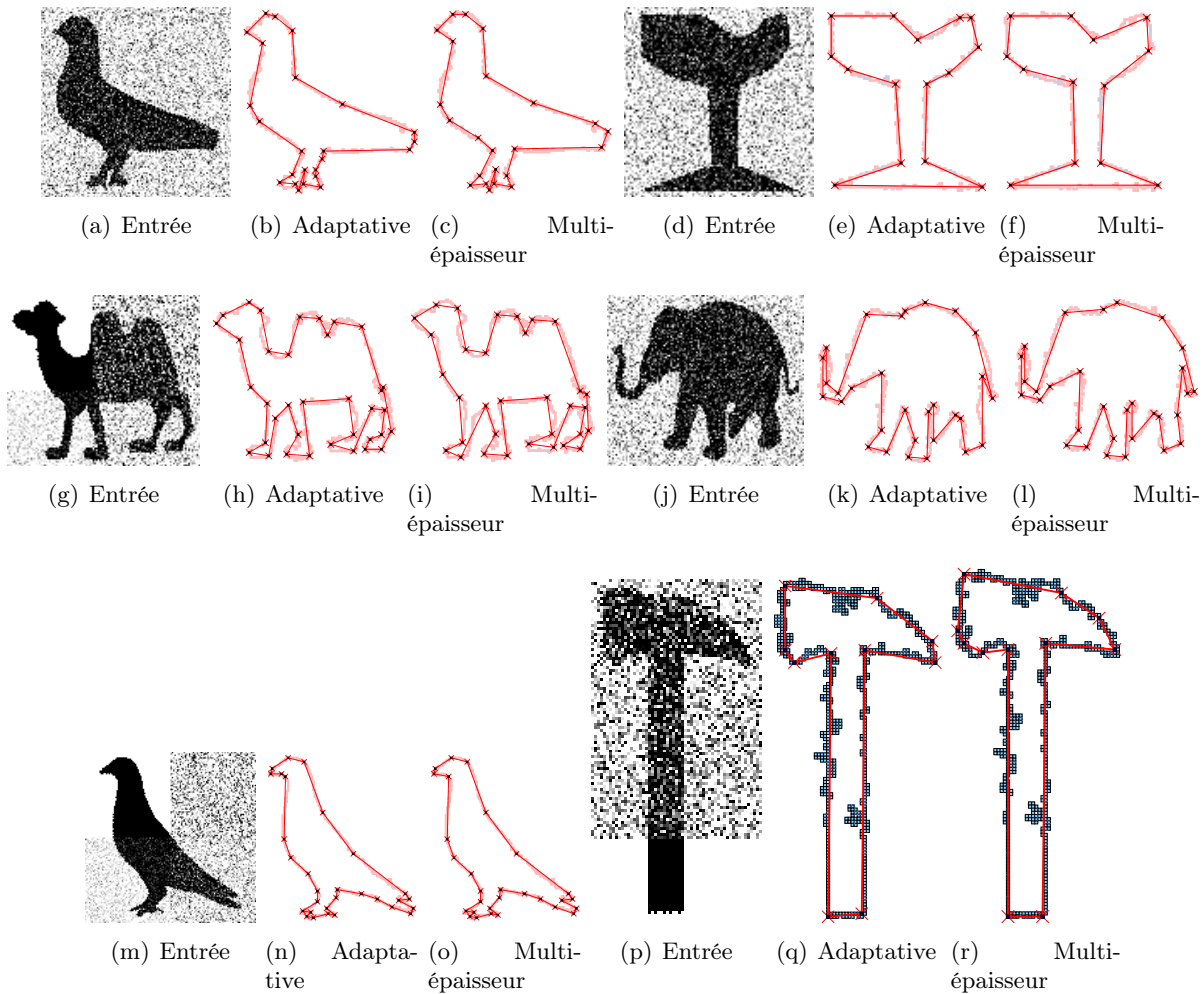 (a) Entrée
(b) Adaptative
(c) Multi-
épaisseur
(d) Entrée
(e) Adaptative
(f) Multi-
épaisseur
(g) Entrée
(h) Adaptative
(i) Multi-
épaisseur
(j) Entrée
(k) Adaptative
(l) Multi-
épaisseur
(m) Entrée
(n) Adapta-
tive
(o) Multi-
épaisseur
(p) Entrée
(q) Adaptative
(r) Multi-
épaisseur